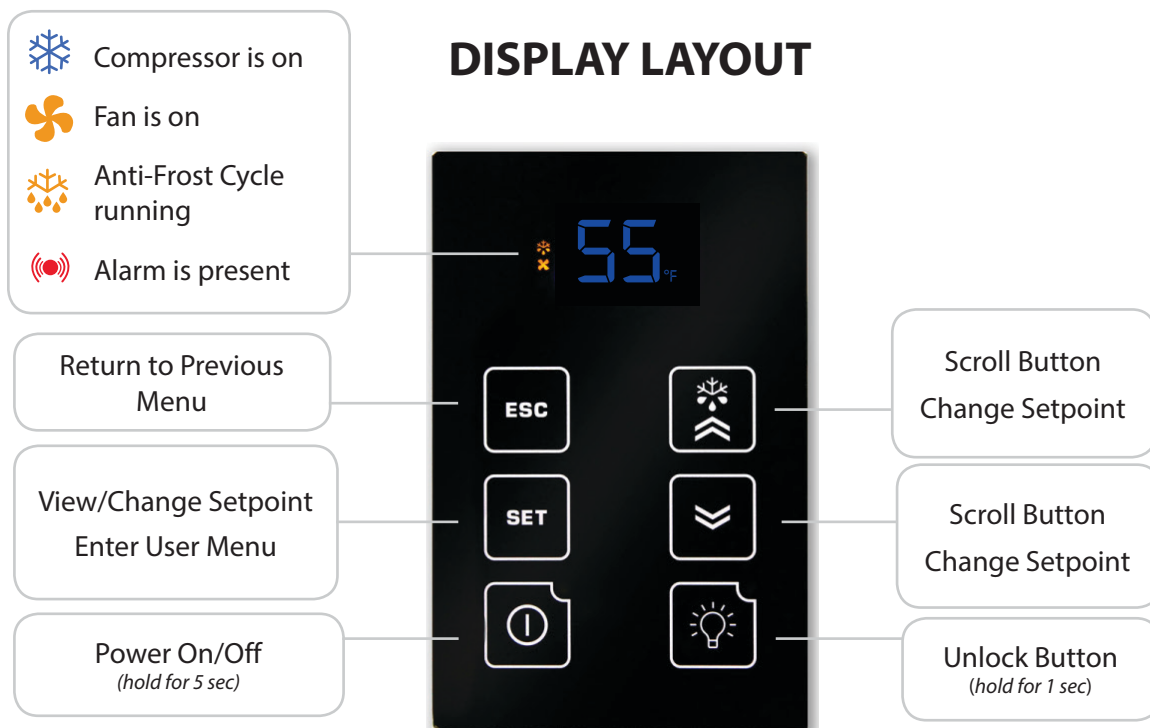 DISPLAY LAYOUT
Compressor is on
Fan is on
Anti-Frost Cycle
running
Alarm is present
55 °F
Return to Previous
Menu
ESC
Scroll Button
Change Setpoint
View/Change Setpoint
Enter User Menu
SET
Scroll Button
Change Setpoint
Power On/Off
(hold for 5 sec)
Unlock Button
(hold for 1 sec)